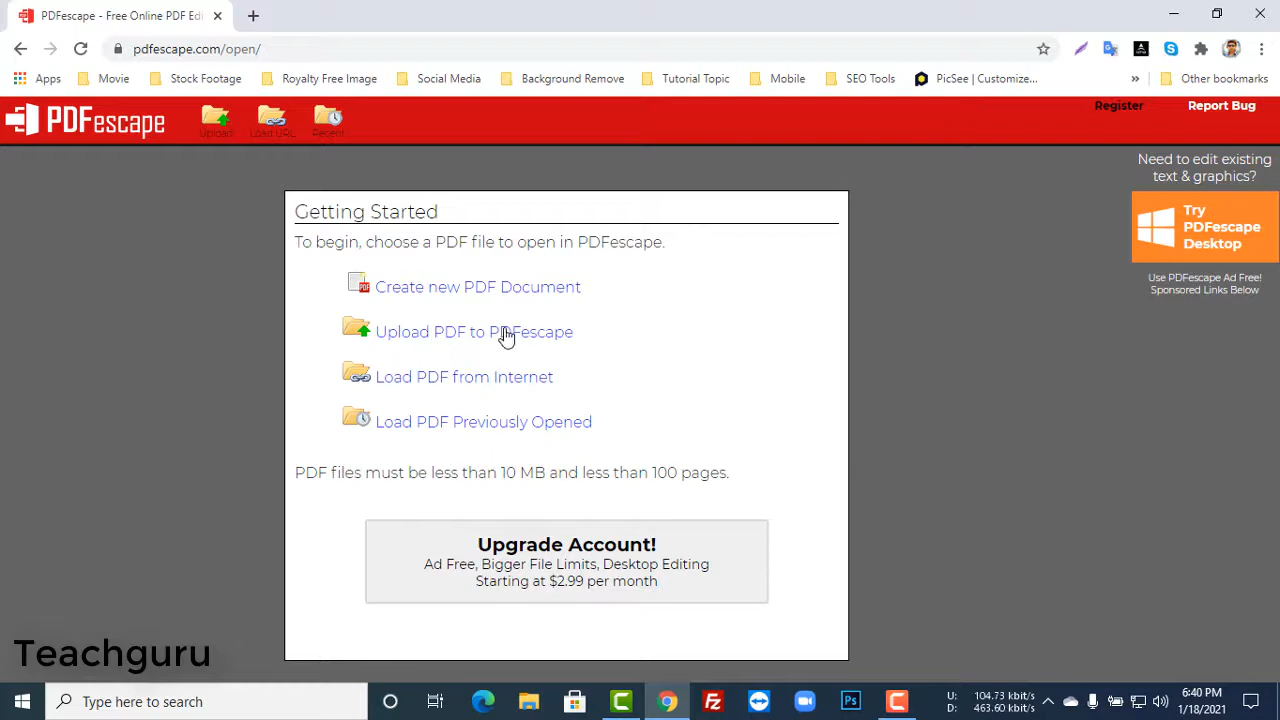 PDFescape - Free Online PDF Edi
pdfescape.com/open/
Apps Movie Stock Footage Royalty Free Image Social Media Background Remove Tutorial Topic Mobile SEO Tools PicSee | Customize... » Other bookmarks
PDFescape Upload Load URL Recent Register Report Bug
Need to edit existing
text & graphics?
Try
PDFescape
Desktop
Use PDFescape Ad Free!
Sponsored Links Below
Getting Started
To begin, choose a PDF file to open in PDFescape.
Create new PDF Document
Upload PDF to PDFescape
Load PDF from Internet
Load PDF Previously Opened
PDF files must be less than 10 MB and less than 100 pages.
Upgrade Account!
Ad Free, Bigger File Limits, Desktop Editing
Starting at $2.99 per month
Teachguru
Type here to search
Fz
Ps
U: 104.73 kbit/s
D: 463.60 kbit/s
6:40 PM
1/18/2021